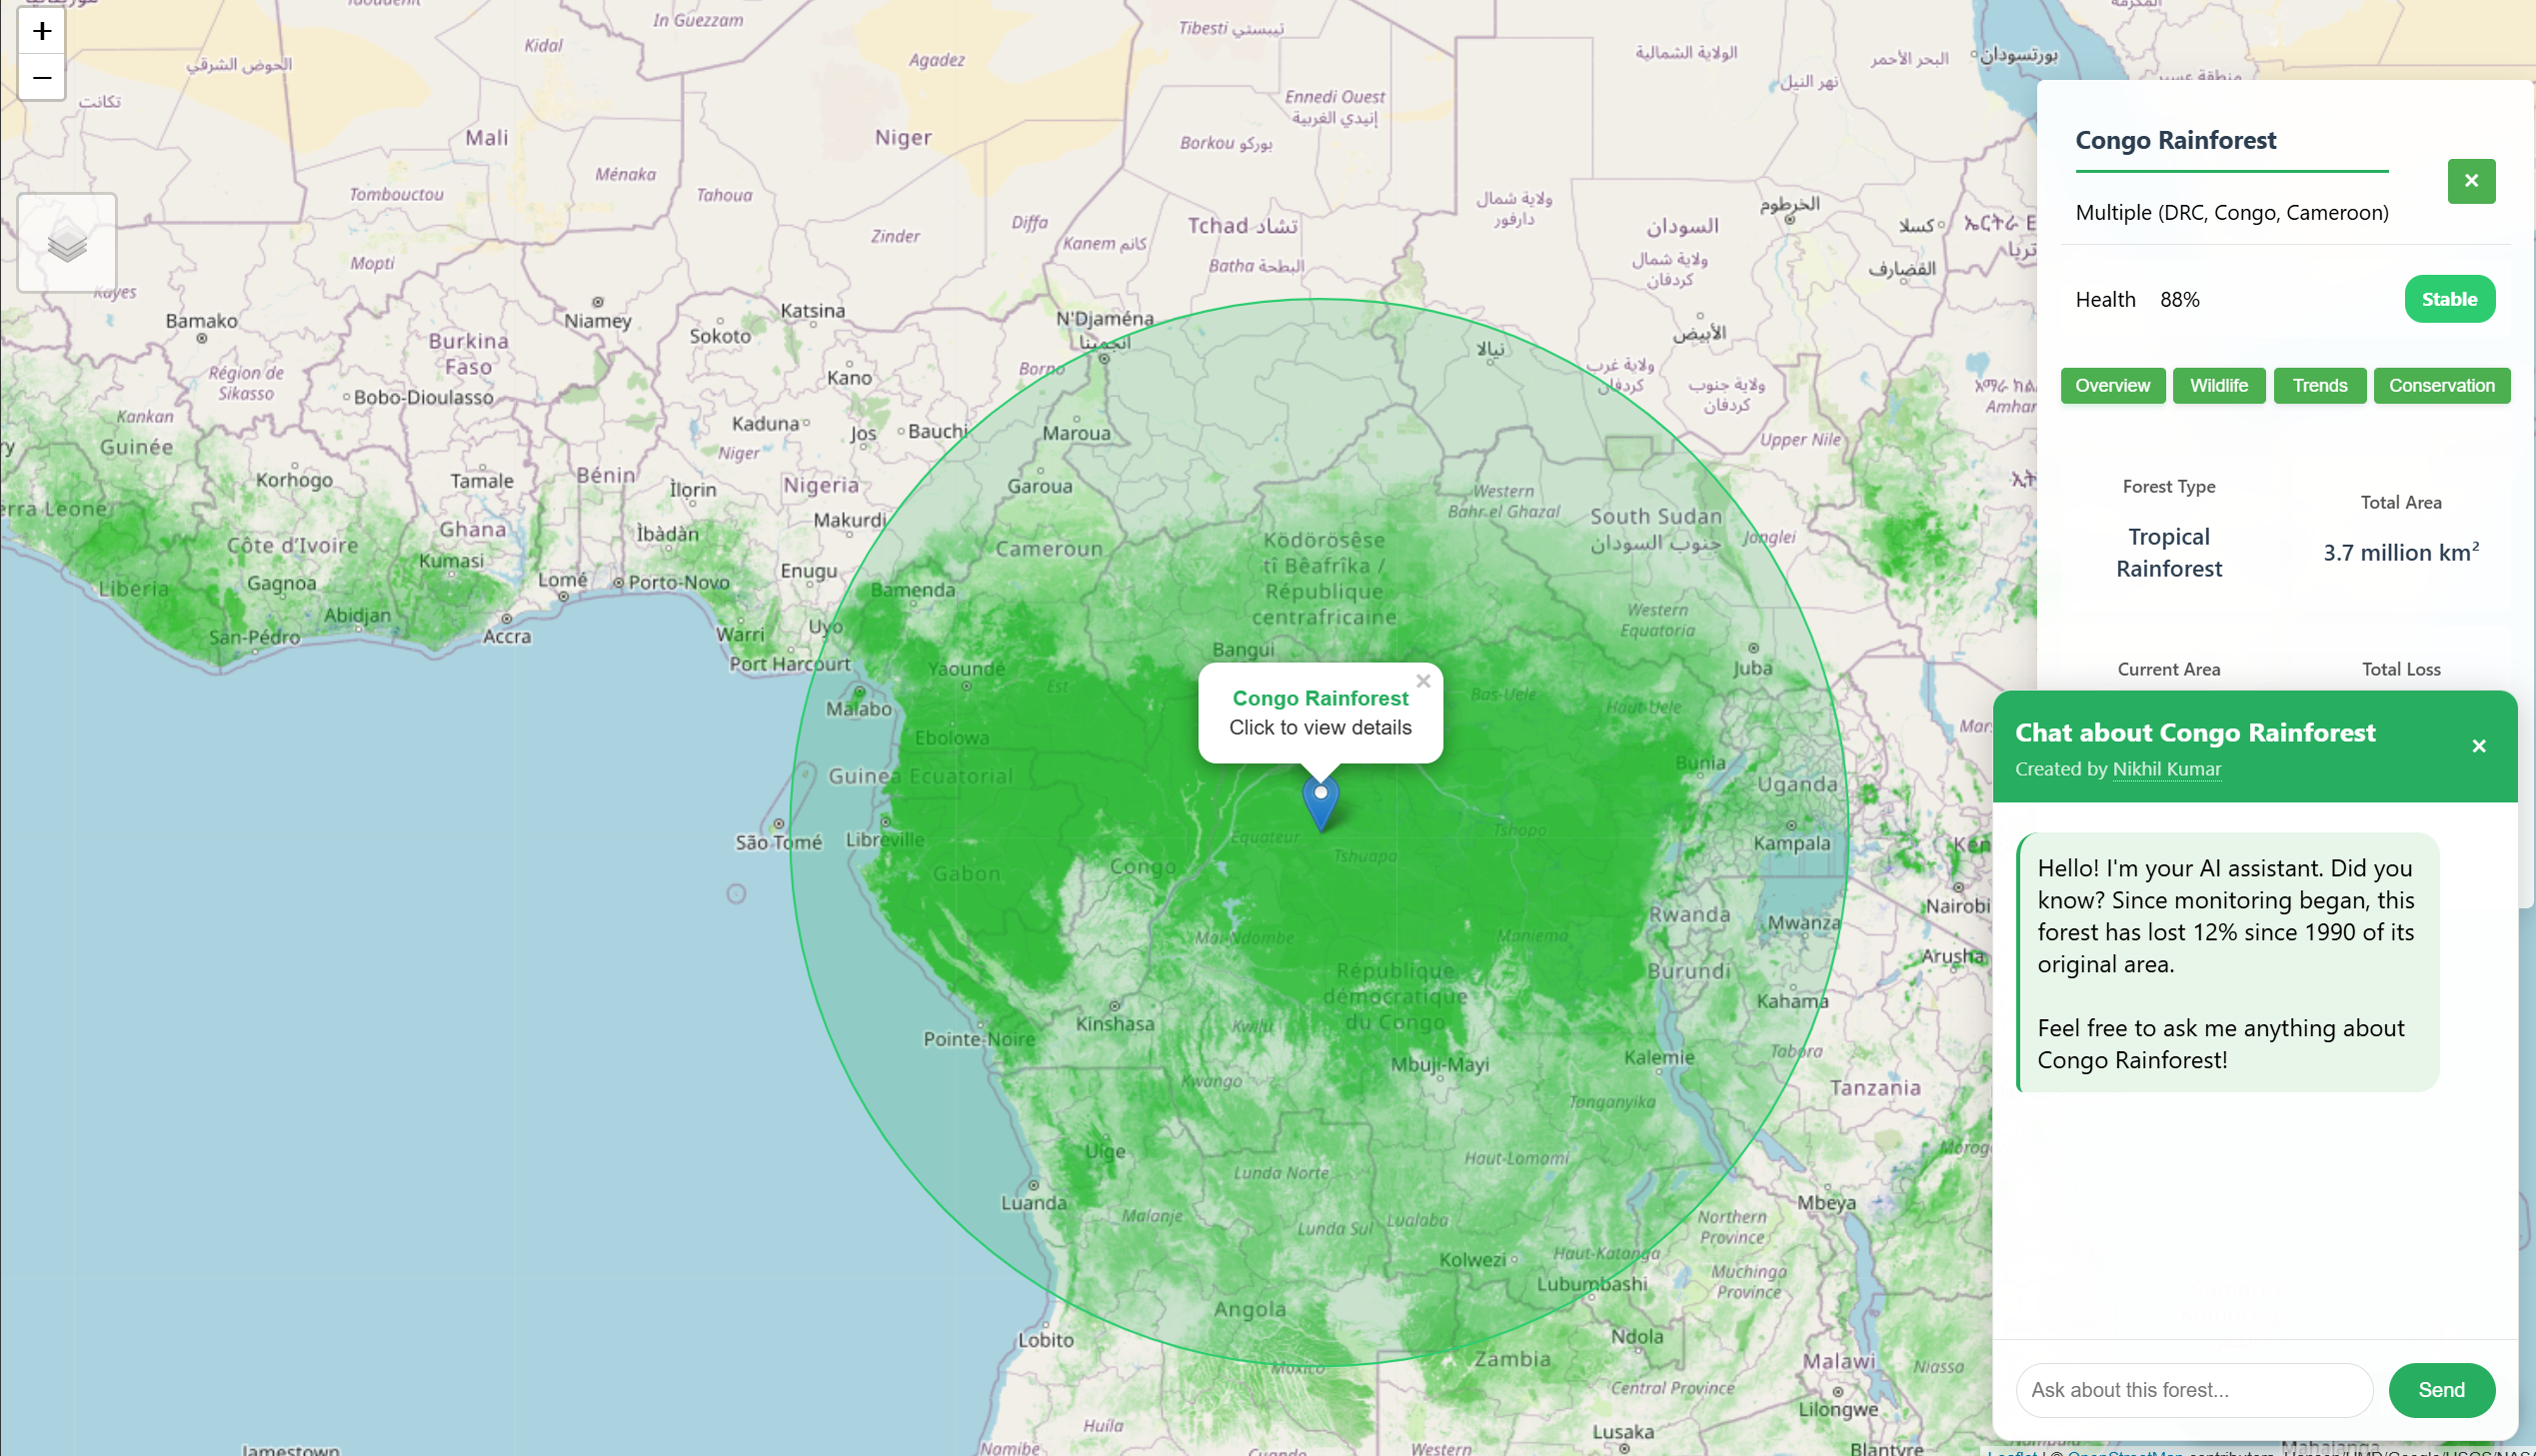 +
−
In Guezzam
Tibesti تيبستي
الولاية الشمالية
البحر الأحمر
بورتسودان
Kidal
الحوض الشرقي
Agadez
نهر النيل
تكانت
Ennedi Ouest
إنيدي الغربية
Mali
Niger
Borkou بوركو
Ménaka
Tombouctou
Tahoua
ولاية شمال
دارفور
الخرطوم
كسلا
Diffa
Zinder
Kanem كانم
Tchad تشاد
السودان
Mopti
Batha البطحة
ولاية شمال
كردفان
القضارف
Kayes
Bamako
Niamey
Katsina
N'Djaména
انجمينا
Sokoto
الأبيض
Burkina
Faso
نيالا
Région de
Sikasso
Kano
Borno
ولاية غرب
كردفان
ولاية جنوب
كردفان
Amhar
Bobo-Dioulasso
Kankan
Kaduna
Jos
Bauchi
Maroua
Upper Nile
Guinée
Niger
Korhogo
Tamale
Bénin
Ìlọrin
Nigeria
Garoua
Western
Bahr el Ghazal
South Sudan
جنوب السودان
Jonglei
erra Leone
Ghana
Makurdi
Ìbàdàn
Côte d'Ivoire
Cameroun
Ködörösêse
tî Bêafrîka /
République
centrafricaine
Kumasi
Lomé
Porto-Novo
Enugu
Bamenda
Liberia
Gagnoa
Abidjan
San-Pédro
Accra
Warri
Uyo
Western
Equatoria
Port Harcourt
Yaoundé
Est
Bangui
Juba
Malabo
Bas-Uele
Haut-Uele
Congo Rainforest
×
Click to view details
Ebolowa
Guinea Ecuatorial
Bunia
Uganda
São Tomé
Libreville
Equateur
Tshopo
Kampala
Tshuapa
Gabon
Congo
Rwanda
Mwanza
Nairobi
Mai-Ndombe
Maniema
Arusha
République
démocratique
du Congo
Burundi
Kahama
Kinshasa
Kwilu
Pointe-Noire
Mbuji-Mayi
Kalemie
Tabora
Kwango
Tanzania
Tanganyika
Uíge
Haut-Lomami
Lunda Norte
Luanda
Malanje
Mbeya
Lunda Sul
Lualaba
Northern
Province
Kolwezi
Haut-Katanga
Lubumbashi
Muchinga
Province
Angola
Lobito
Ndola
Moxico
Zambia
Malawi
Niassa
Central Province
Lilongwe
Huíla
Lusaka
Namibe
Western
Blantyre
Jamestown
Congo Rainforest
×
Multiple (DRC, Congo, Cameroon)
Health 88%
Stable
Overview
Wildlife
Trends
Conservation
Forest Type
Tropical
Rainforest
Total Area
3.7 million km²
Current Area
Total Loss
Chat about Congo Rainforest
×
Created by Nikhil Kumar
Hello! I'm your AI assistant. Did you
know? Since monitoring began, this
forest has lost 12% since 1990 of its
original area.
Feel free to ask me anything about
Congo Rainforest!
Ask about this forest...
Send